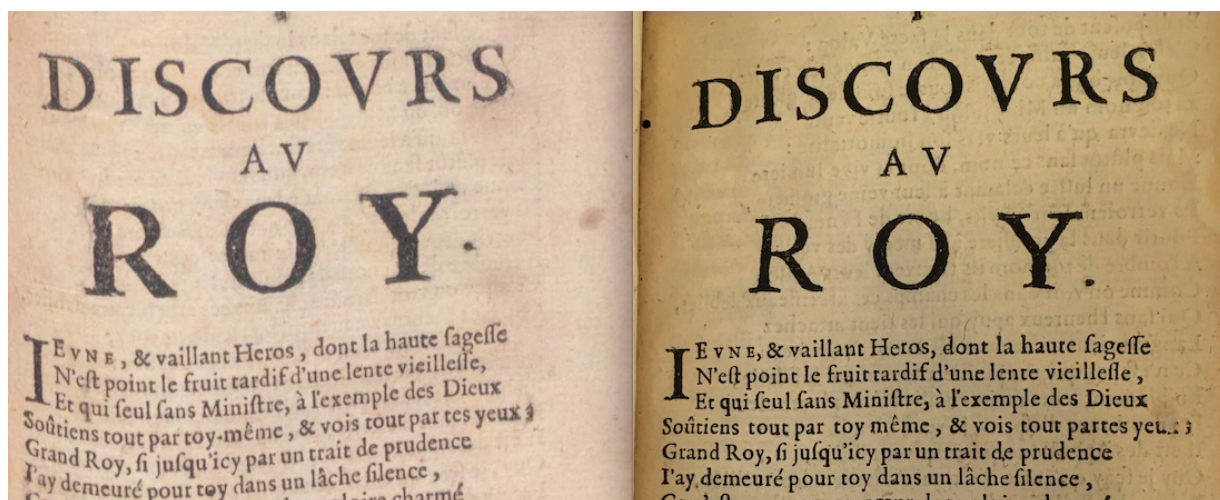 DISCOVRS
AV
ROY.
IEVNE, & vaillant Heros, dont la haute ſageſſe
N'eſt point le fruit tardif d'une lente vieilleſſe,
Et qui ſeul ſans Miniſtre, à l'exemple des Dieux
Soûtiens tout par toy-même, & vois tout par tes yeux;
Grand Roy, ſi juſqu'icy par un trait de prudence
I'ay demeuré pour toy dans un lâche ſilence,
charmé
DISCOVRS
AV
ROY.
IEVNE, & vaillant Heros, dont la haute ſageſſe
N'eſt point le fruit tardif d'une lente vieilleſſe,
Et qui ſeul ſans Miniſtre, à l'exemple des Dieux
Soûtiens tout par toy même, & vois tout partes
Grand Roy, ſi juſqu'icy par un trait de prudence
I'ay demeuré pour toy dans un lâche ſilence,